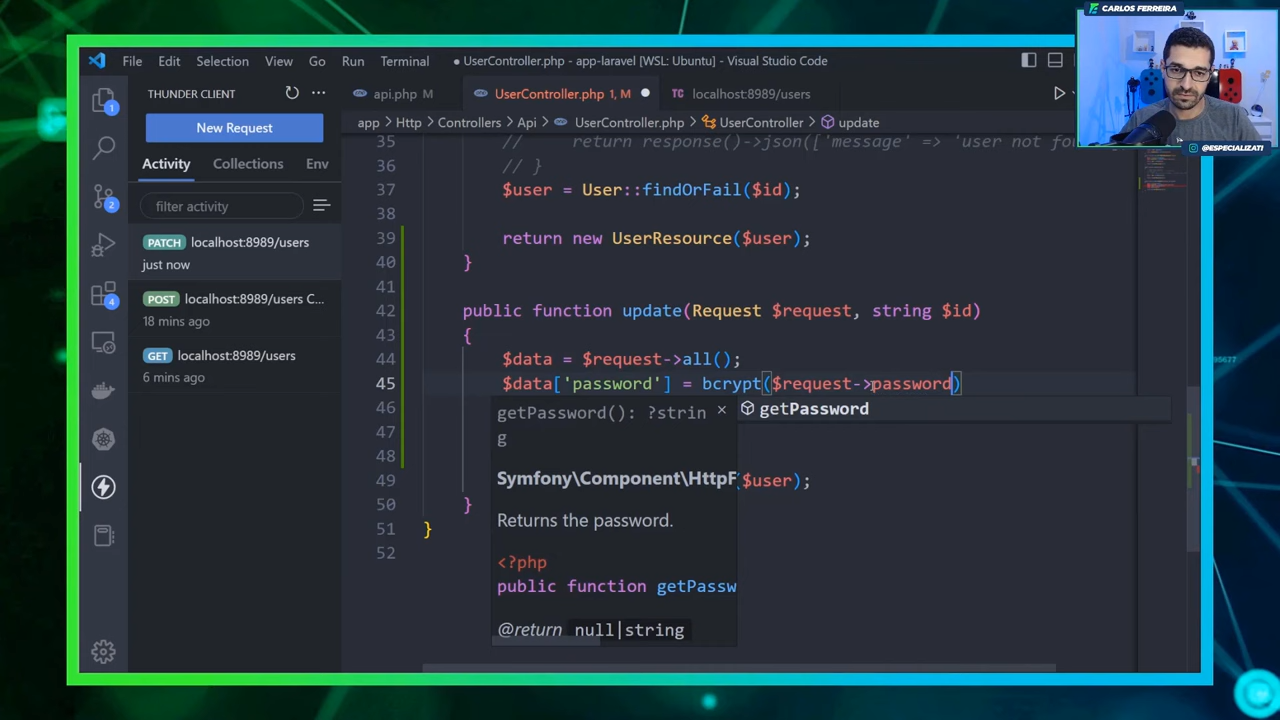 CARLOS FERREIRA
@ESPECIALIZATI
File Edit Selection View Go Run Terminal
● UserController.php - app-laravel [WSL: Ubuntu] - Visual Studio Code
THUNDER CLIENT
New Request
Activity Collections Env
filter activity
PATCH localhost:8989/users
just now
POST localhost:8989/users C...
18 mins ago
GET localhost:8989/users
6 mins ago
1
2
4
api.php M
UserController.php 1, M
localhost:8989/users
app > Http > Controllers > Api > UserController.php > UserController > update
35 // return response()->json(['message' => 'user not fou
36 // }
37 $user = User::findOrFail($id);
38
39 return new UserResource($user);
40 }
41
42 public function update(Request $request, string $id)
43 {
44 $data = $request->all();
45 $data['password'] = bcrypt($request->password)
46
47
48
49 ($user);
50 }
51 }
52
getPassword
getPassword(): ?strin
g
Symfony\Component\HttpF
Returns the password.
<?php
public function getPassw
@return null|string